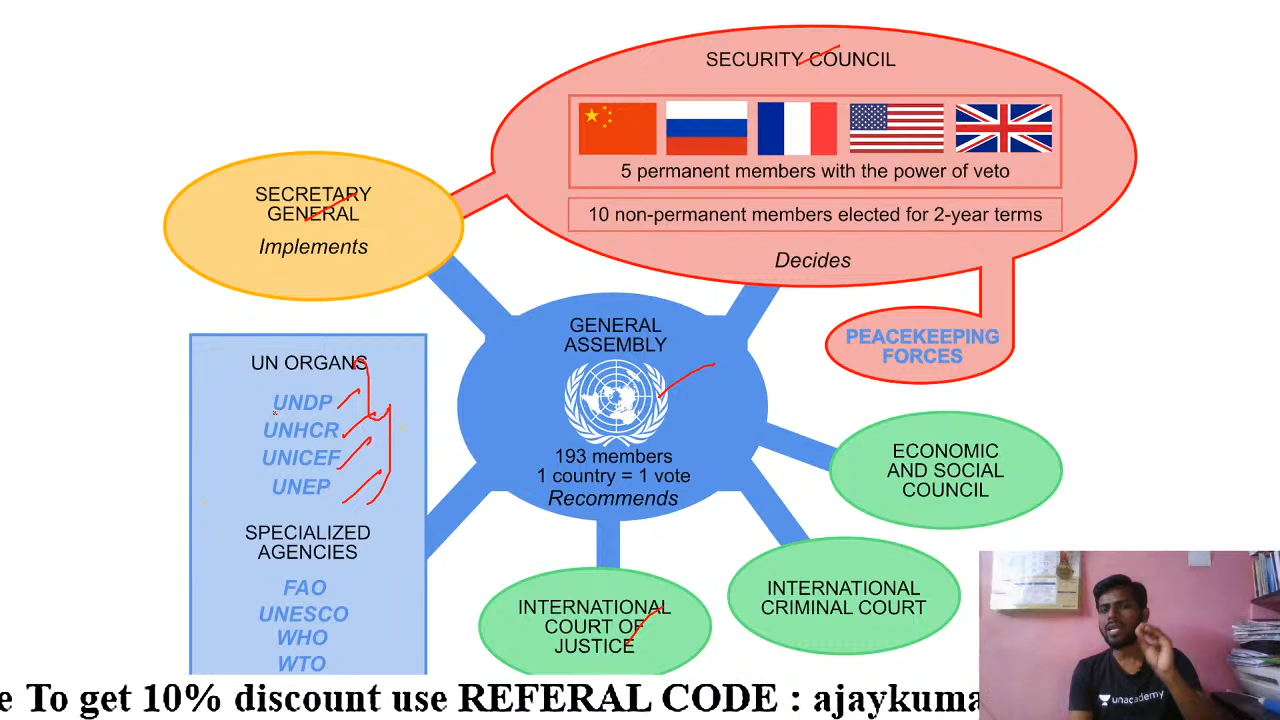 SECURITY COUNCIL
5 permanent members with the power of veto
10 non-permanent members elected for 2-year terms
Decides
SECRETARY
GENERAL
Implements
PEACEKEEPING
FORCES
GENERAL
ASSEMBLY
193 members
1 country = 1 vote
Recommends
UN ORGANS
UNDP
UNHCR
UNICEF
UNEP
SPECIALIZED
AGENCIES
FAO
UNESCO
WHO
WTO
ECONOMIC
AND SOCIAL
COUNCIL
INTERNATIONAL
CRIMINAL COURT
INTERNATIONAL
COURT OF
JUSTICE
unacademy
e To get 10% discount use REFERAL CODE : ajaykuma